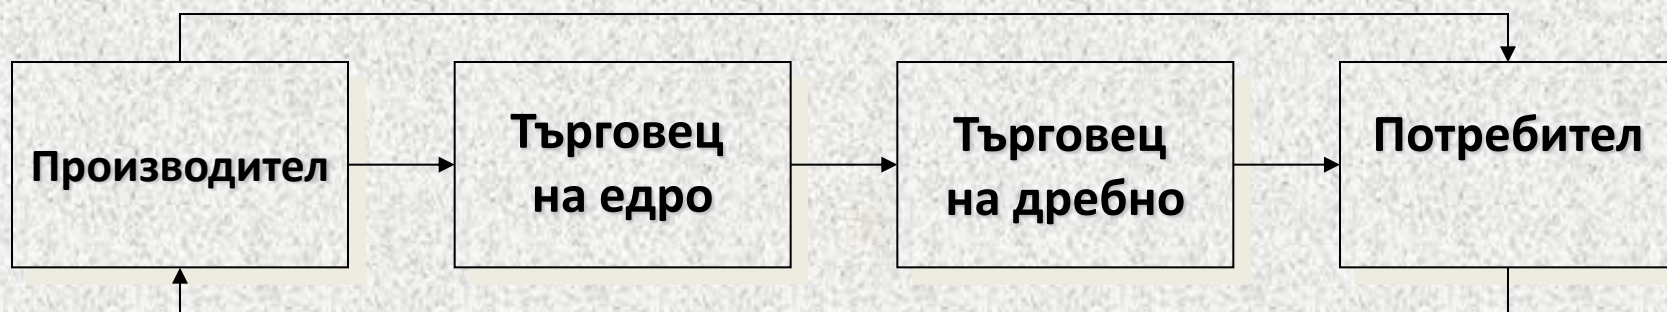 Производител
Търговец
на едро
Търговец
на дребно
Потребител